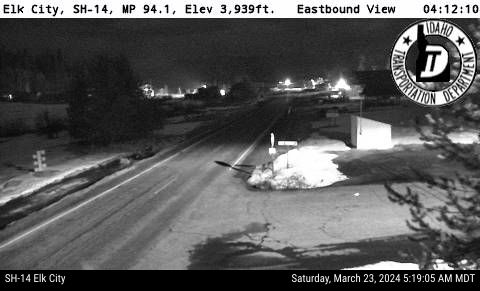 Elk City, SH-14, MP 94.1, Elev 3,939ft.   Eastbound View   04:12:10
IDAHO
TRANSPORTATION DEPARTMENT
SH-14 Elk City
Saturday, March 23, 2024 5:19:05 AM MDT